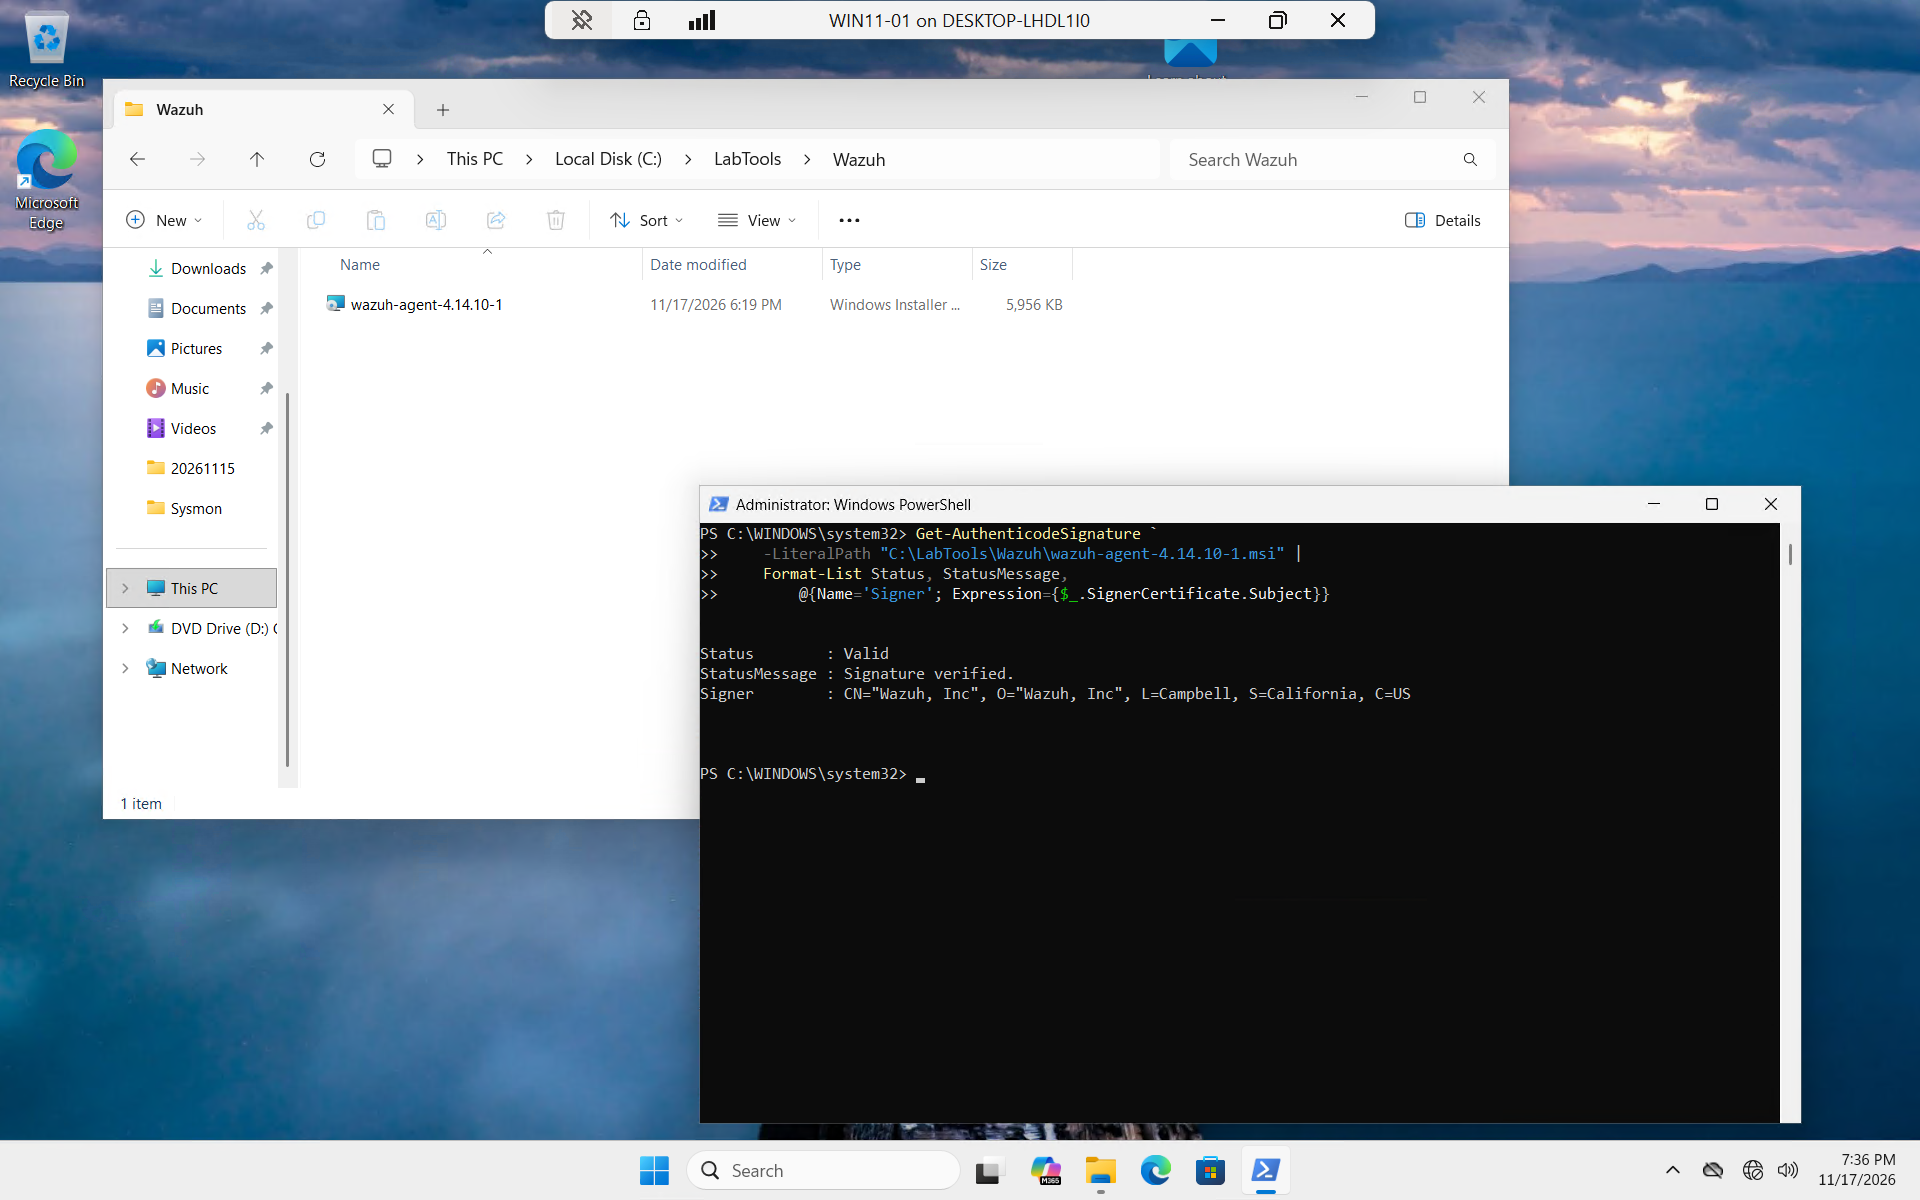 WIN11-01 on DESKTOP-LHDL1I0
Recycle Bin
Microsoft
Edge
Wazuh
This PC
Local Disk (C:)
LabTools
Wazuh
Search Wazuh
New
Sort
View
Details
Name
Date modified
Type
Size
wazuh-agent-4.14.10-1
11/17/2026 6:19 PM
Windows Installer ...
5,956 KB
Downloads
Documents
Pictures
Music
Videos
20261115
Sysmon
This PC
DVD Drive (D:)
Network
1 item
Administrator: Windows PowerShell
PS C:\WINDOWS\system32> Get-AuthenticodeSignature `
>>     -LiteralPath "C:\LabTools\Wazuh\wazuh-agent-4.14.10-1.msi" |
>>     Format-List Status, StatusMessage,
>>         @{Name='Signer'; Expression={$_.SignerCertificate.Subject}}
Status        : Valid
StatusMessage : Signature verified.
Signer        : CN="Wazuh, Inc", O="Wazuh, Inc", L=Campbell, S=California, C=US
PS C:\WINDOWS\system32>
Search
M365
7:36 PM
11/17/2026